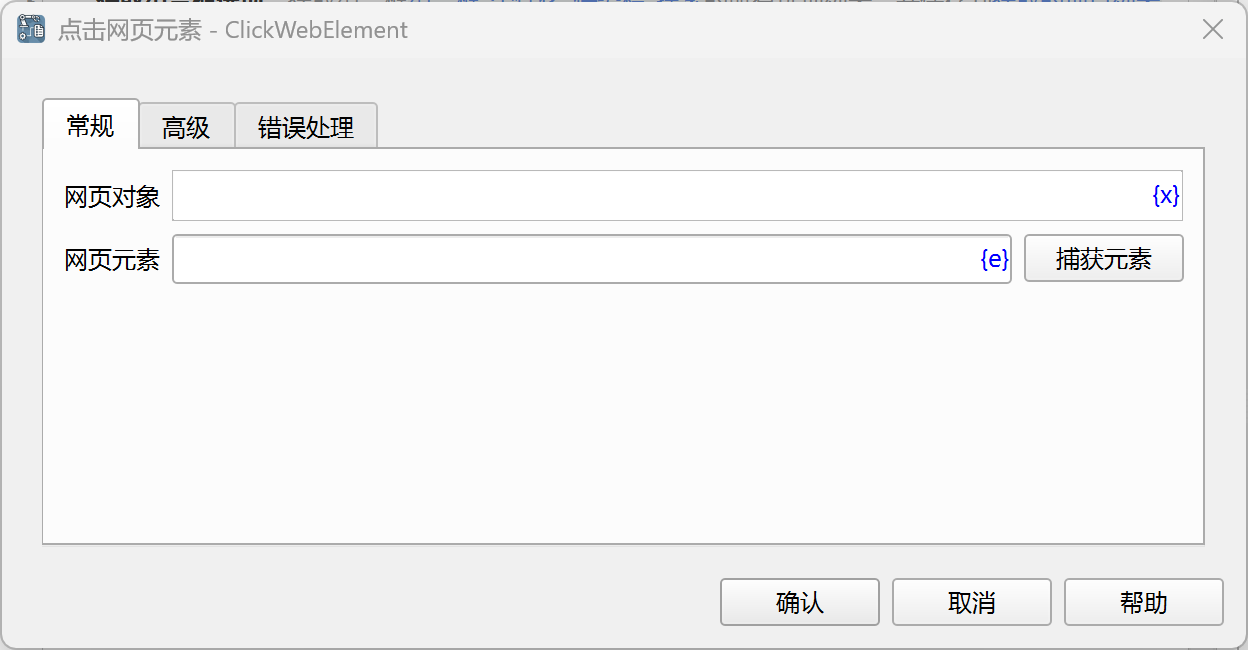 点击网页元素 - ClickWebElement
常规 高级 错误处理
网页对象 {x}
网页元素 {e} 捕获元素
确认 取消 帮助